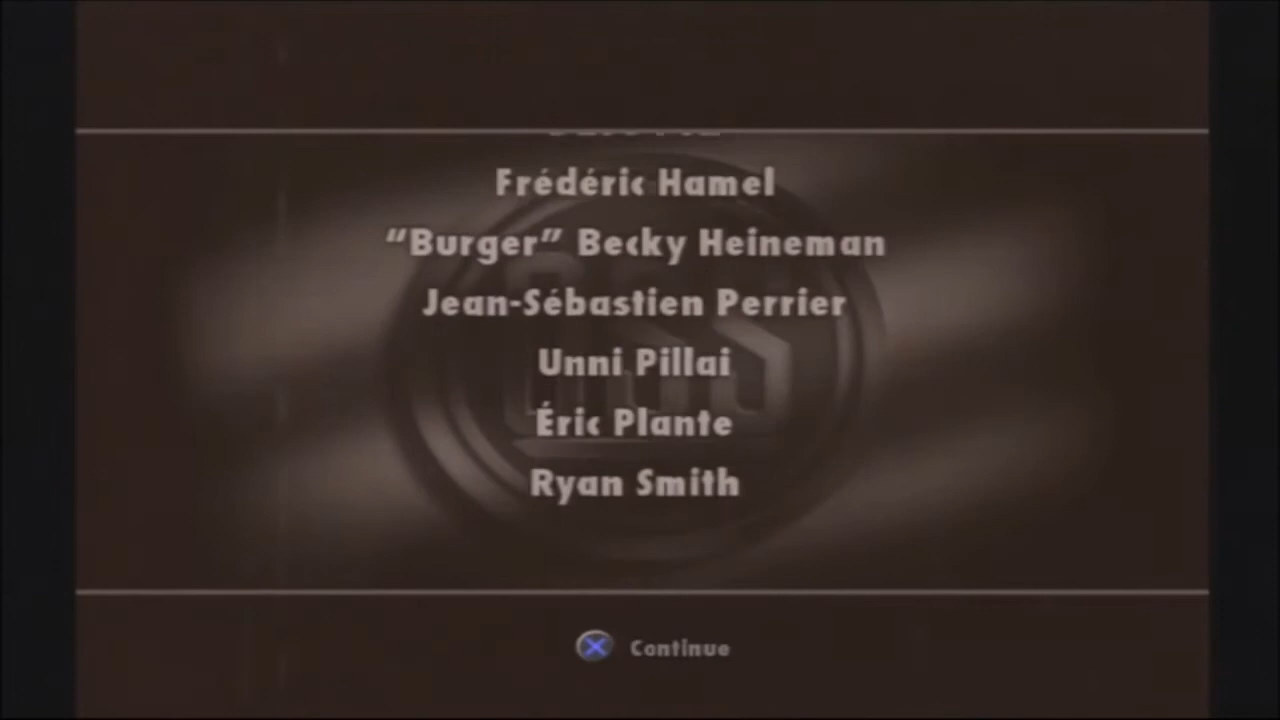 Frédéric Hamel
“Burger” Becky Heineman
Jean-Sébastien Perrier
Unni Pillai
Éric Plante
Ryan Smith
Continue